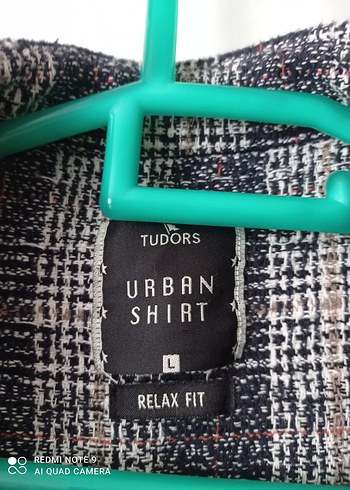 TUDORS
URBAN
SHIRT
L
RELAX FIT
REDMI NOTE 9
AI QUAD CAMERA